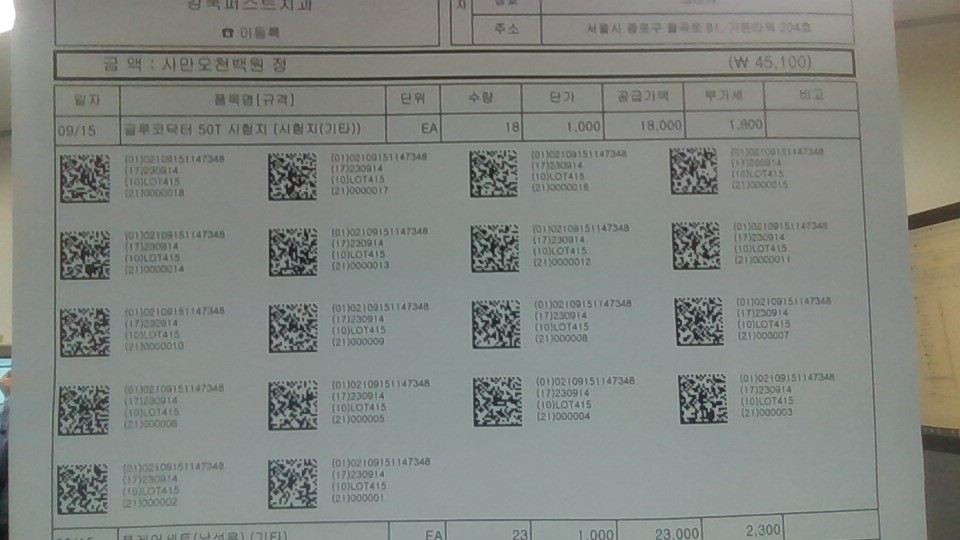 강북퍼스트치과
☎ 이동록
자
주소 서울시 종로구 율곡로 81, 가든타워 204호
금 액 : 사만오천백원 정 (₩ 45,100)
일자 품목명(규격) 단위 수량 단가 공급가액 부가세 비고
09/15 글루코닥터 50T 시험지 (시험지(기타)) EA 18 1,000 18,000 1,800
(01)02109151147348
(17)230914
(10)LOT415
(21)0000018
(01)02109151147348
(17)230914
(10)LOT415
(21)0000017
(01)02109151147348
(17)230914
(10)LOT415
(21)0000016
(01)02109151147348
(17)230914
(10)LOT415
(21)0000015
(01)02109151147348
(17)230914
(10)LOT415
(21)0000014
(01)02109151147348
(17)230914
(10)LOT415
(21)0000013
(01)02109151147348
(17)230914
(10)LOT415
(21)0000012
(01)02109151147348
(17)230914
(10)LOT415
(21)0000011
(01)02109151147348
(17)230914
(10)LOT415
(21)0000010
(01)02109151147348
(17)230914
(10)LOT415
(21)000009
(01)02109151147348
(17)230914
(10)LOT415
(21)000008
(01)02109151147348
(17)230914
(10)LOT415
(21)000007
(01)02109151147348
(17)230914
(10)LOT415
(21)000006
(01)02109151147348
(17)230914
(10)LOT415
(21)000005
(01)02109151147348
(17)230914
(10)LOT415
(21)000004
(01)02109151147348
(17)230914
(10)LOT415
(21)000003
(01)02109151147348
(17)230914
(10)LOT415
(21)000002
(01)02109151147348
(17)230914
(10)LOT415
(21)000001
EA 23 1,000 23,000 2,300